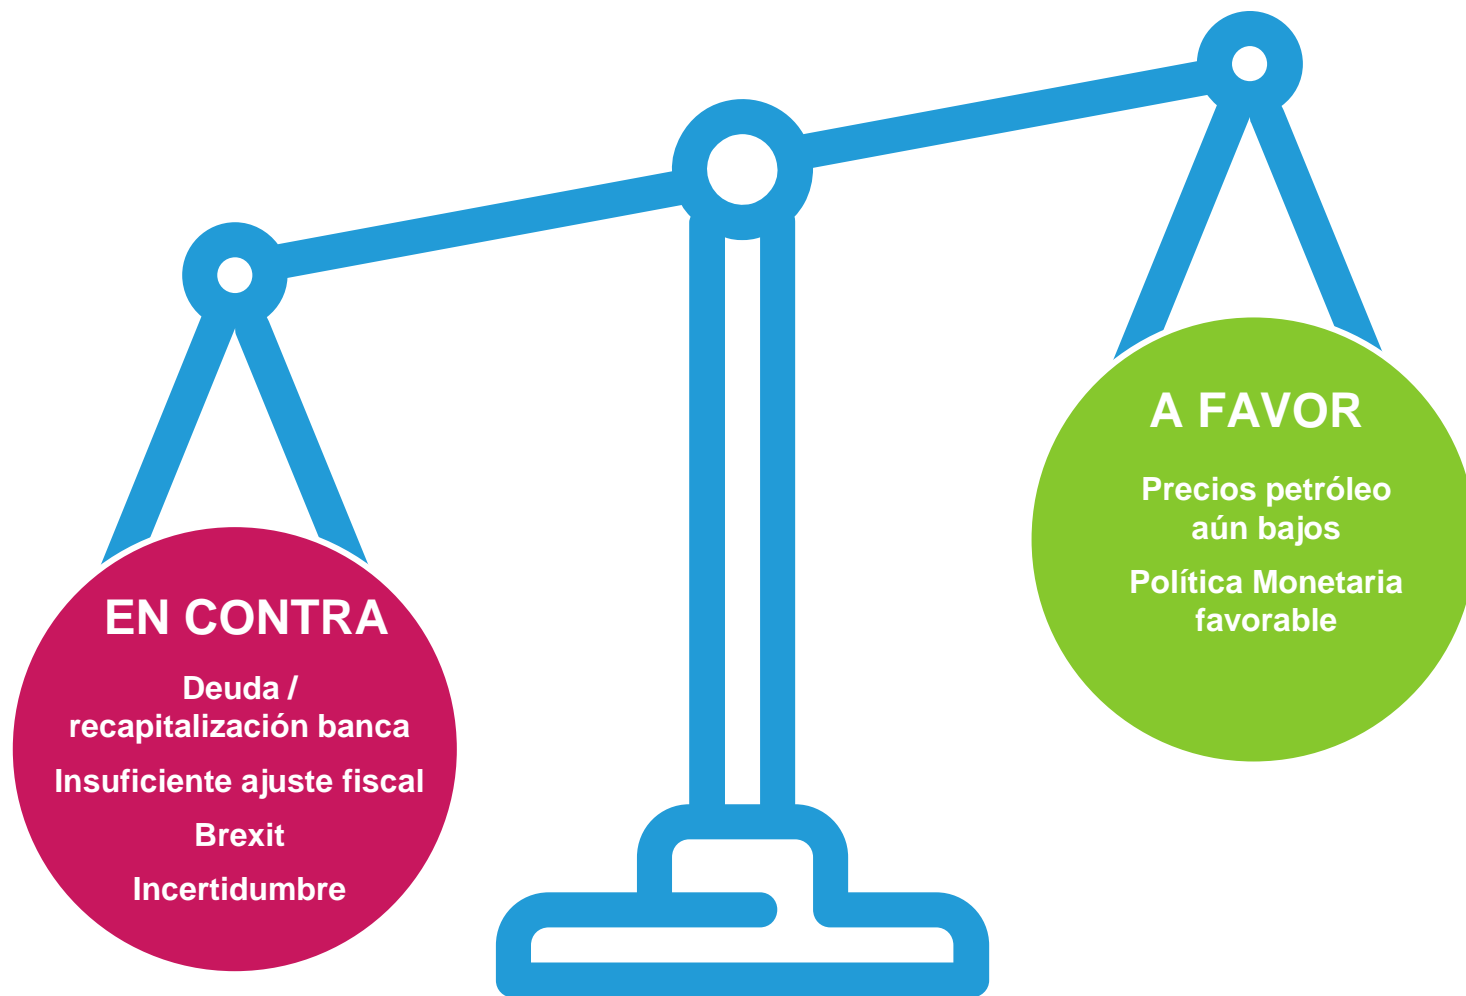 EN CONTRA
Deuda /
recapitalización banca
Insuficiente ajuste fiscal
Brexit
Incertidumbre
A FAVOR
Precios petróleo
aún bajos
Política Monetaria
favorable